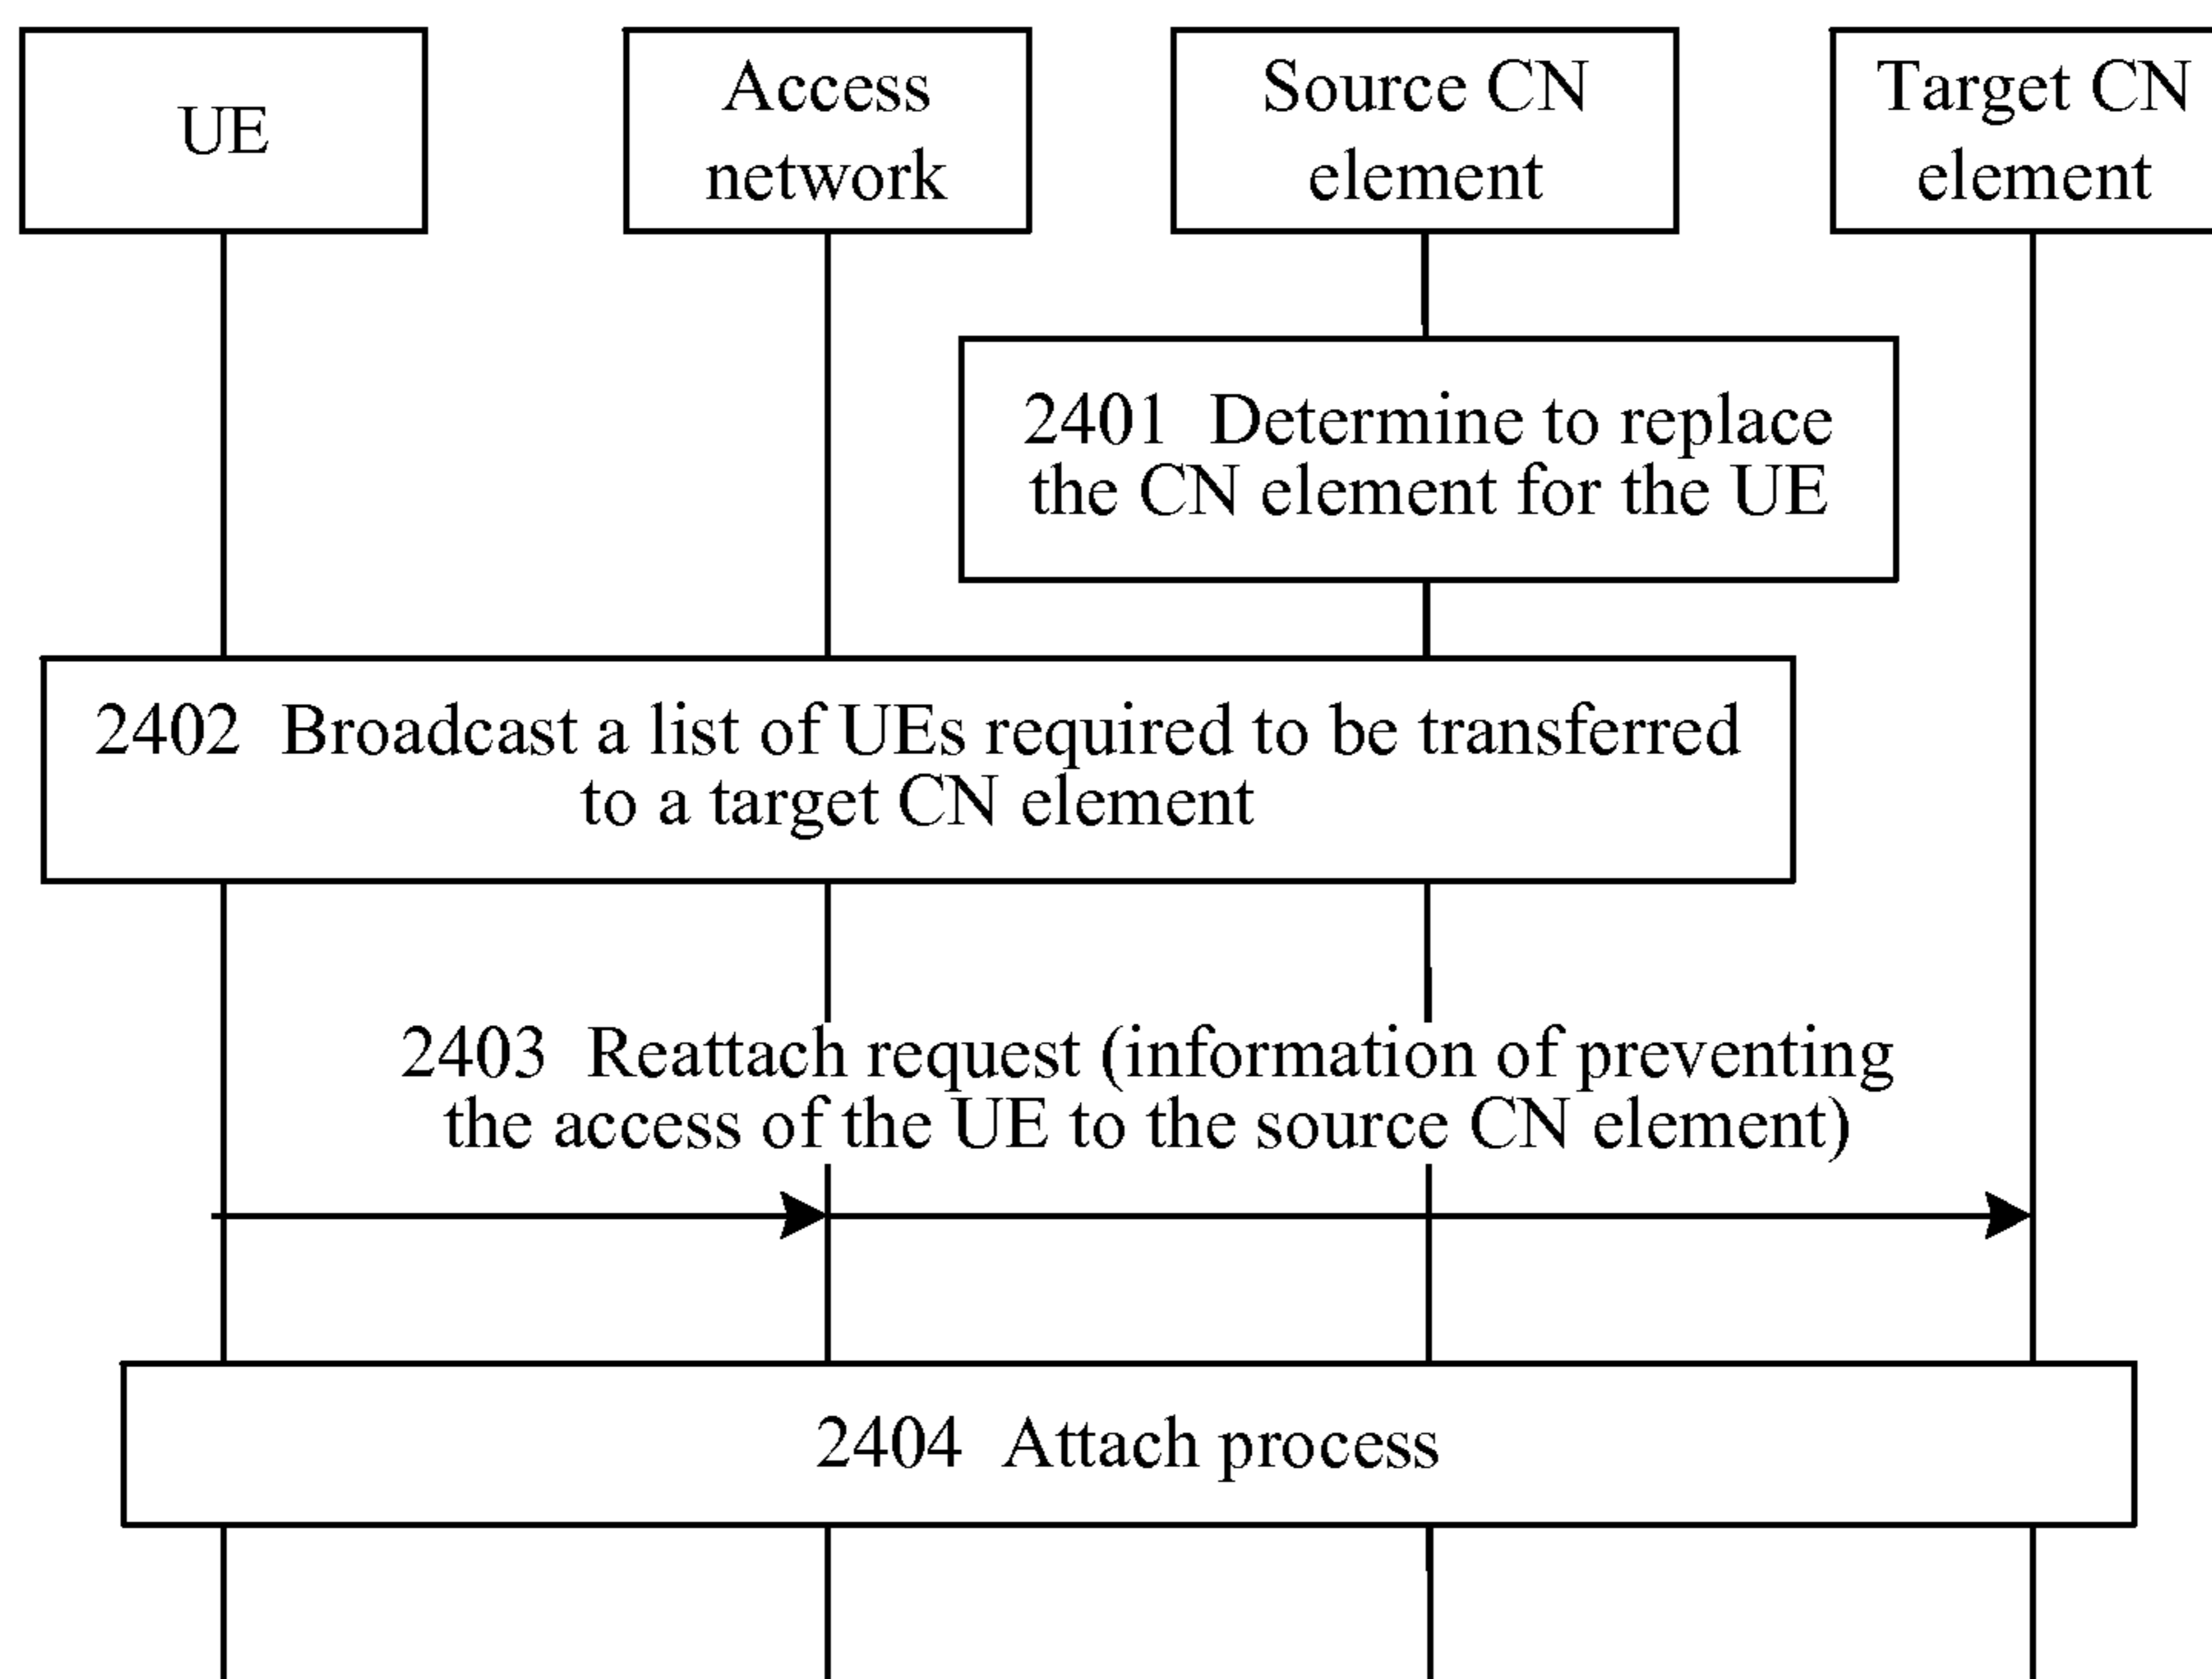 UE
Access
network
Source CN
element
Target CN
element
2401 Determine to replace
the CN element for the UE
2402 Broadcast a list of UEs required to be transferred
to a target CN element
2403 Reattach request (information of preventing
the access of the UE to the source CN element)
2404 Attach process